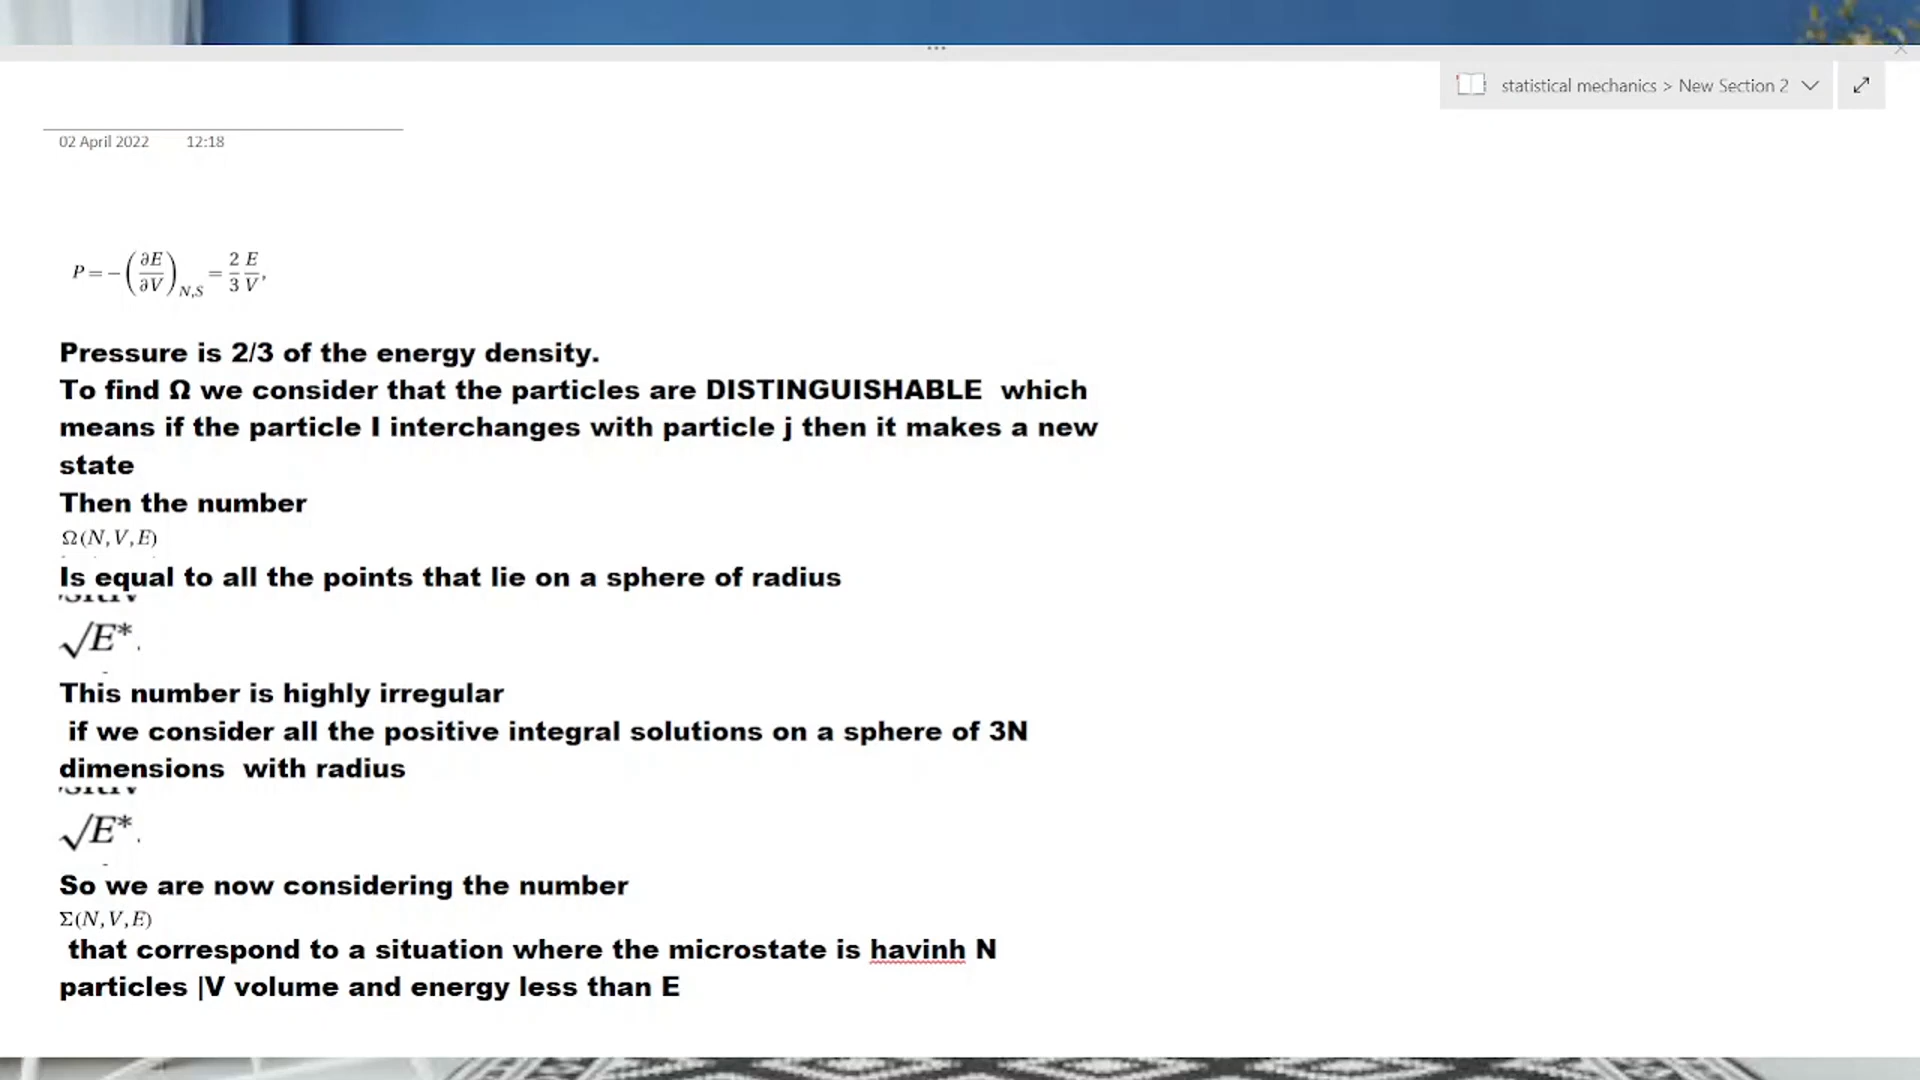 statistical mechanics > New Section 2
02 April 2022 12:18
P = −(∂E/∂V)N,S = 2/3 E/V,
Pressure is 2/3 of the energy density.
To find Ω we consider that the particles are DISTINGUISHABLE which
means if the particle I interchanges with particle j then it makes a new
state
Then the number
Ω(N,V,E)
Is equal to all the points that lie on a sphere of radius
√E*.
This number is highly irregular
if we consider all the positive integral solutions on a sphere of 3N
dimensions with radius
√E*.
So we are now considering the number
Σ(N,V,E)
that correspond to a situation where the microstate is havinh N
particles |V volume and energy less than E